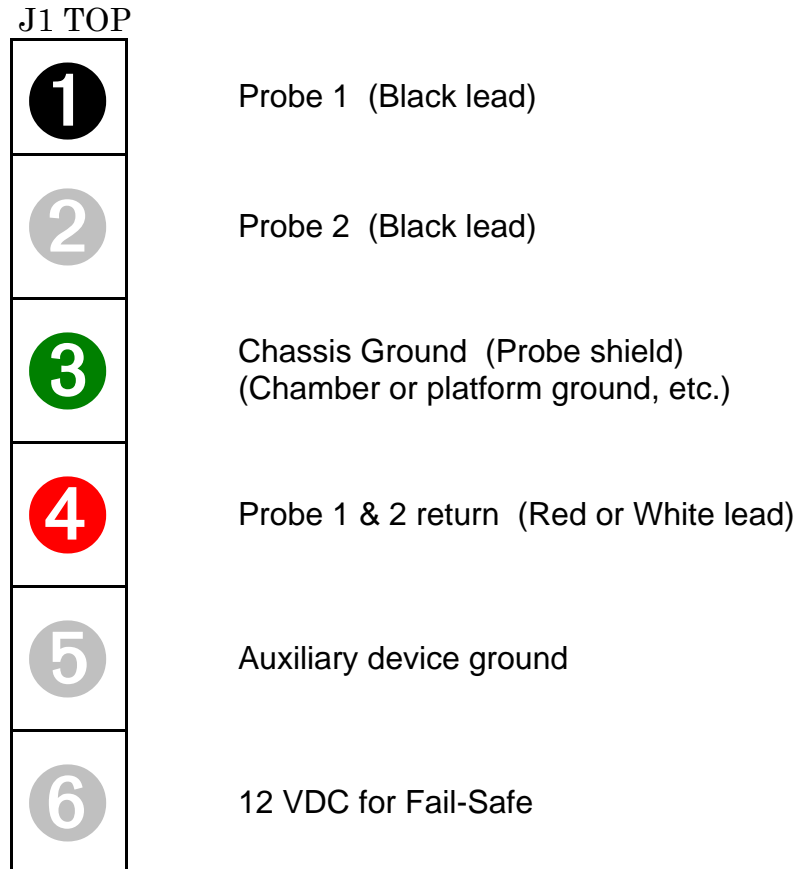 J1 TOP
1 Probe 1 (Black lead)
2 Probe 2 (Black lead)
3 Chassis Ground (Probe shield)
(Chamber or platform ground, etc.)
4 Probe 1 & 2 return (Red or White lead)
5 Auxiliary device ground
6 12 VDC for Fail-Safe